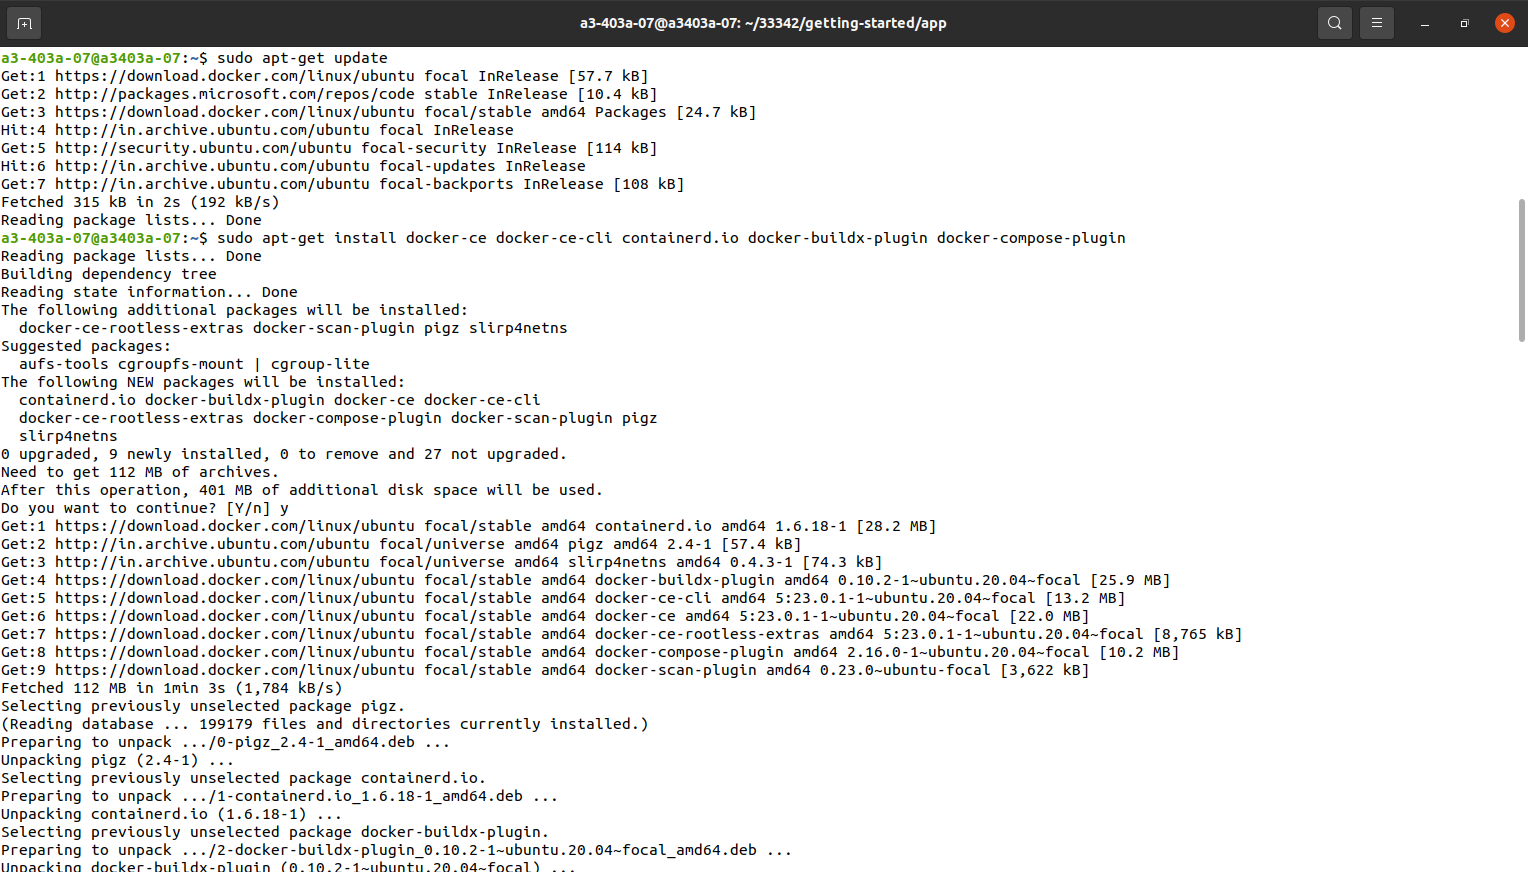 a3-403a-07@a3403a-07: ~/33342/getting-started/app
a3-403a-07@a3403a-07:~$ sudo apt-get update
Get:1 https://download.docker.com/linux/ubuntu focal InRelease [57.7 kB]
Get:2 http://packages.microsoft.com/repos/code stable InRelease [10.4 kB]
Get:3 https://download.docker.com/linux/ubuntu focal/stable amd64 Packages [24.7 kB]
Hit:4 http://in.archive.ubuntu.com/ubuntu focal InRelease
Get:5 http://security.ubuntu.com/ubuntu focal-security InRelease [114 kB]
Hit:6 http://in.archive.ubuntu.com/ubuntu focal-updates InRelease
Get:7 http://in.archive.ubuntu.com/ubuntu focal-backports InRelease [108 kB]
Fetched 315 kB in 2s (192 kB/s)
Reading package lists... Done
a3-403a-07@a3403a-07:~$ sudo apt-get install docker-ce docker-ce-cli containerd.io docker-buildx-plugin docker-compose-plugin
Reading package lists... Done
Building dependency tree
Reading state information... Done
The following additional packages will be installed:
  docker-ce-rootless-extras docker-scan-plugin pigz slirp4netns
Suggested packages:
  aufs-tools cgroupfs-mount | cgroup-lite
The following NEW packages will be installed:
  containerd.io docker-buildx-plugin docker-ce docker-ce-cli
  docker-ce-rootless-extras docker-compose-plugin docker-scan-plugin pigz
  slirp4netns
0 upgraded, 9 newly installed, 0 to remove and 27 not upgraded.
Need to get 112 MB of archives.
After this operation, 401 MB of additional disk space will be used.
Do you want to continue? [Y/n] y
Get:1 https://download.docker.com/linux/ubuntu focal/stable amd64 containerd.io amd64 1.6.18-1 [28.2 MB]
Get:2 http://in.archive.ubuntu.com/ubuntu focal/universe amd64 pigz amd64 2.4-1 [57.4 kB]
Get:3 http://in.archive.ubuntu.com/ubuntu focal/universe amd64 slirp4netns amd64 0.4.3-1 [74.3 kB]
Get:4 https://download.docker.com/linux/ubuntu focal/stable amd64 docker-buildx-plugin amd64 0.10.2-1~ubuntu.20.04~focal [25.9 MB]
Get:5 https://download.docker.com/linux/ubuntu focal/stable amd64 docker-ce-cli amd64 5:23.0.1-1~ubuntu.20.04~focal [13.2 MB]
Get:6 https://download.docker.com/linux/ubuntu focal/stable amd64 docker-ce amd64 5:23.0.1-1~ubuntu.20.04~focal [22.0 MB]
Get:7 https://download.docker.com/linux/ubuntu focal/stable amd64 docker-ce-rootless-extras amd64 5:23.0.1-1~ubuntu.20.04~focal [8,765 kB]
Get:8 https://download.docker.com/linux/ubuntu focal/stable amd64 docker-compose-plugin amd64 2.16.0-1~ubuntu.20.04~focal [10.2 MB]
Get:9 https://download.docker.com/linux/ubuntu focal/stable amd64 docker-scan-plugin amd64 0.23.0~ubuntu-focal [3,622 kB]
Fetched 112 MB in 1min 3s (1,784 kB/s)
Selecting previously unselected package pigz.
(Reading database ... 199179 files and directories currently installed.)
Preparing to unpack .../0-pigz_2.4-1_amd64.deb ...
Unpacking pigz (2.4-1) ...
Selecting previously unselected package containerd.io.
Preparing to unpack .../1-containerd.io_1.6.18-1_amd64.deb ...
Unpacking containerd.io (1.6.18-1) ...
Selecting previously unselected package docker-buildx-plugin.
Preparing to unpack .../2-docker-buildx-plugin_0.10.2-1~ubuntu.20.04~focal_amd64.deb ...
Unpacking docker-buildx-plugin (0.10.2-1~ubuntu.20.04~focal) ...